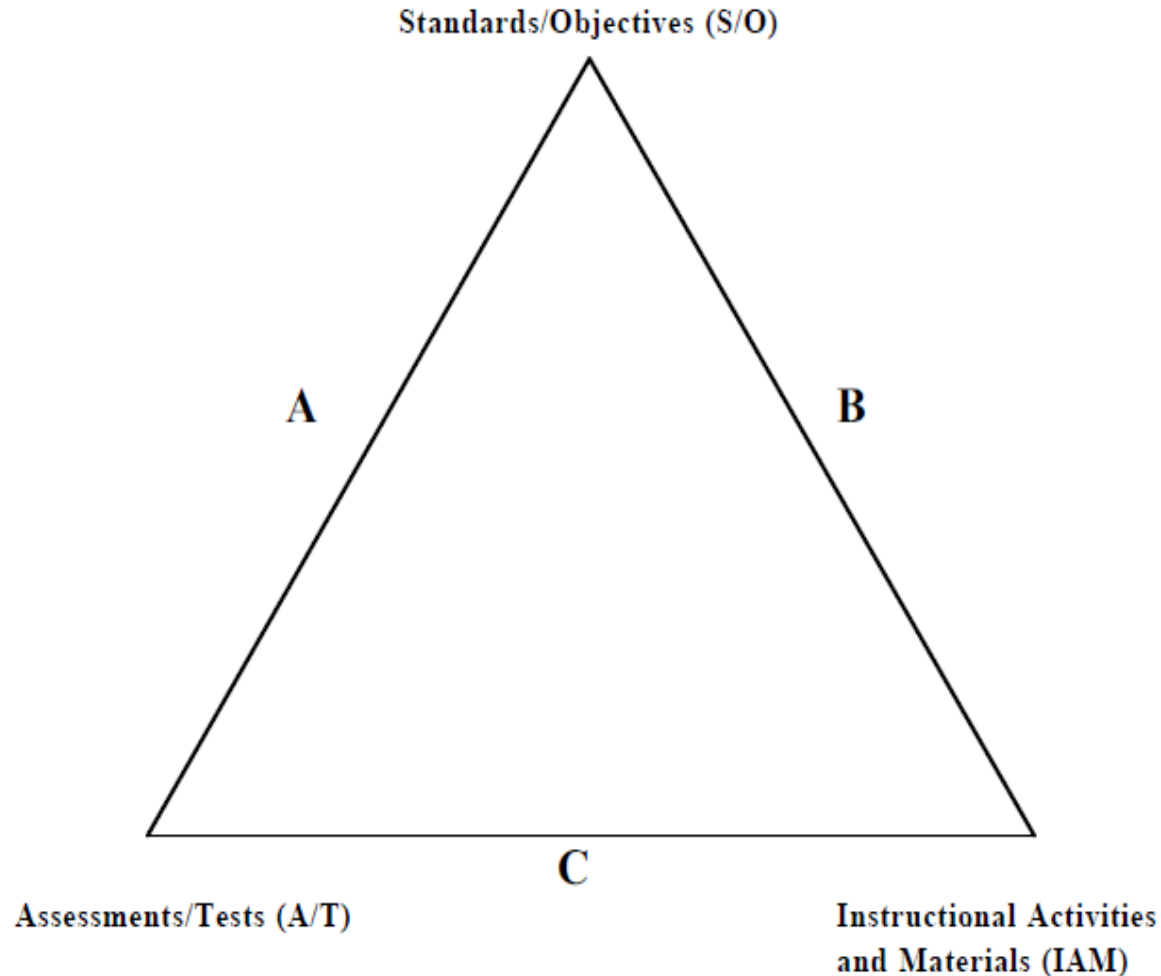 Standards/Objectives (S/O)
A
B
C
Assessments/Tests (A/T)
Instructional Activities
and Materials (IAM)